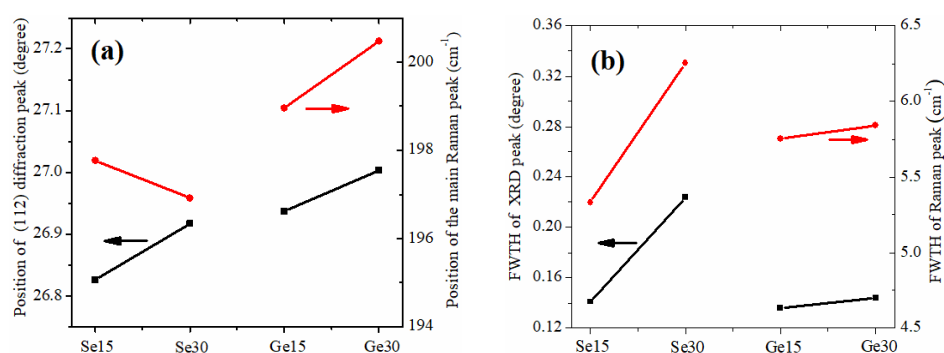 (a)
Position of (112) diffraction peak (degree)
27.2
27.1
27.0
26.9
26.8
Se15
Se30
Ge15
Ge30
200
198
196
194
Position of the main Raman peak (cm-1)
(b)
FWTH of XRD peak (degree)
0.36
0.32
0.28
0.24
0.20
0.16
0.12
Se15
Se30
Ge15
Ge30
6.5
6.0
5.5
5.0
4.5
FWTH of Raman peak (cm-1)